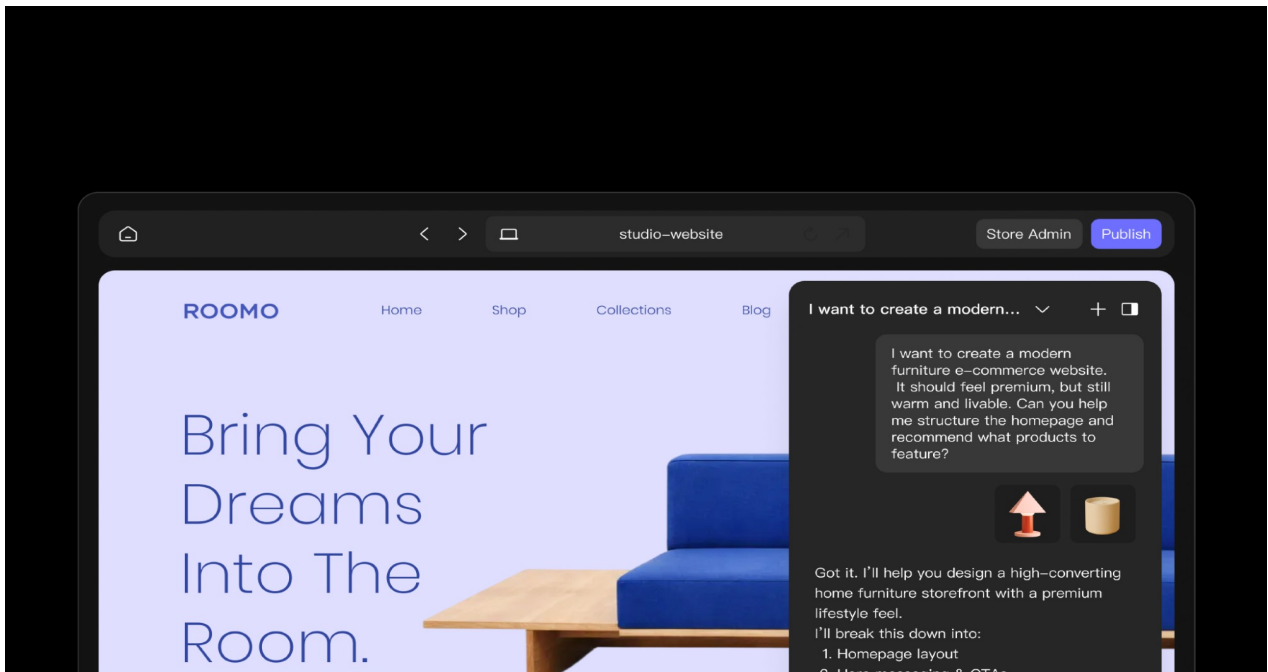 studio-website
Store Admin
Publish
ROOMO
Home
Shop
Collections
Blog
Bring Your
Dreams
Into The
Room.
I want to create a modern...
I want to create a modern
furniture e-commerce website.
It should feel premium, but still
warm and livable. Can you help
me structure the homepage and
recommend what products to
feature?
Got it. I'll help you design a high-converting
home furniture storefront with a premium
lifestyle feel.
I'll break this down into:
1. Homepage layout